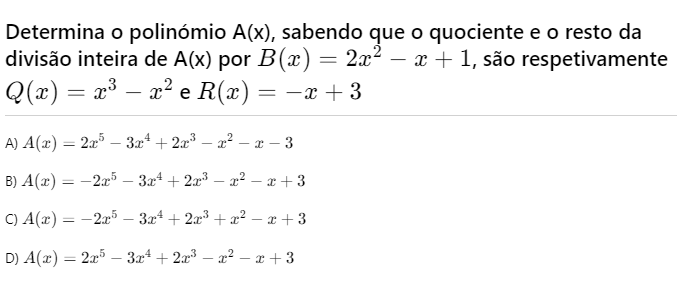 Determina o polinómio A(x), sabendo que o quociente e o resto da
divisão inteira de A(x) por B(x) = 2x² − x + 1, são respetivamente
Q(x) = x³ − x² e R(x) = −x + 3
A) A(x) = 2x⁵ − 3x⁴ + 2x³ − x² − x − 3
B) A(x) = −2x⁵ − 3x⁴ + 2x³ − x² − x + 3
C) A(x) = −2x⁵ − 3x⁴ + 2x³ + x² − x + 3
D) A(x) = 2x⁵ − 3x⁴ + 2x³ − x² − x + 3